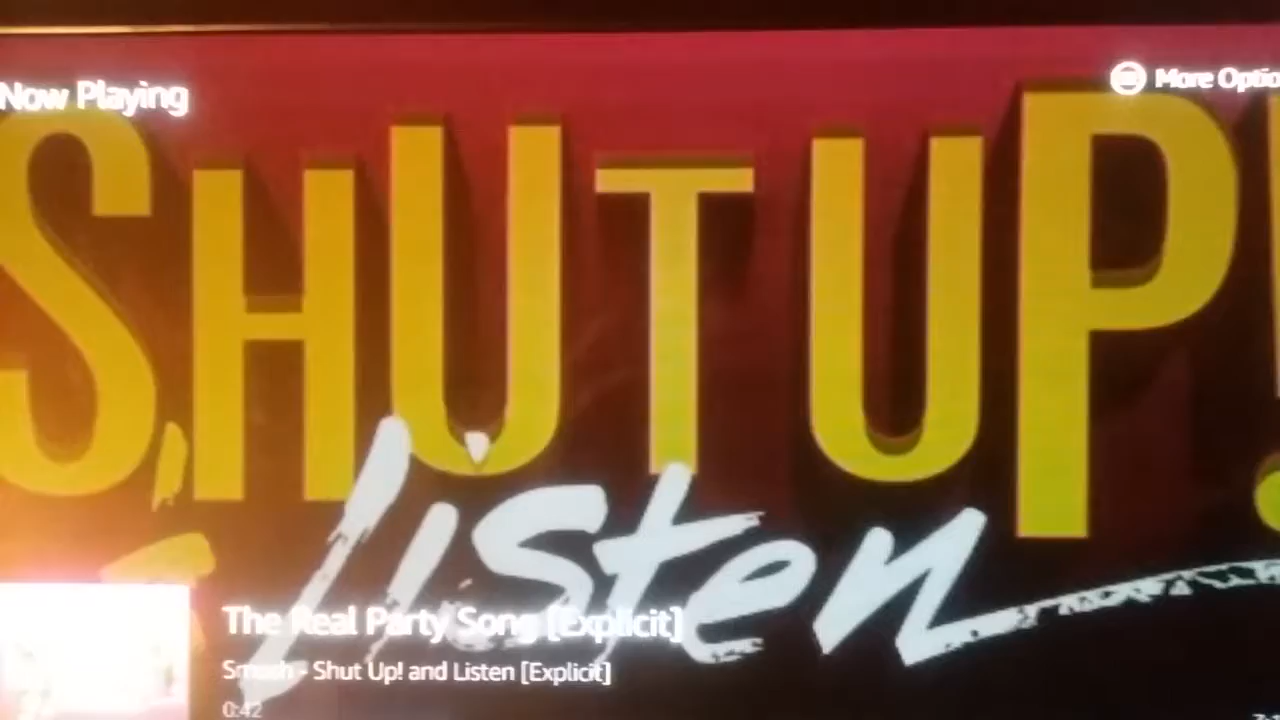 Now Playing
More Optio
SHUT UP!
Listen
The Real Party Song [Explicit]
Smash - Shut Up! and Listen [Explicit]
0:42